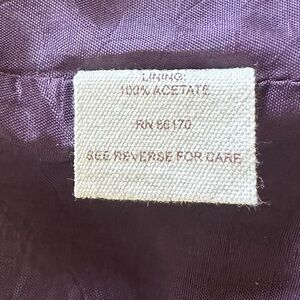 LINING:
100% ACETATE
RN 66170
SEE REVERSE FOR CARE